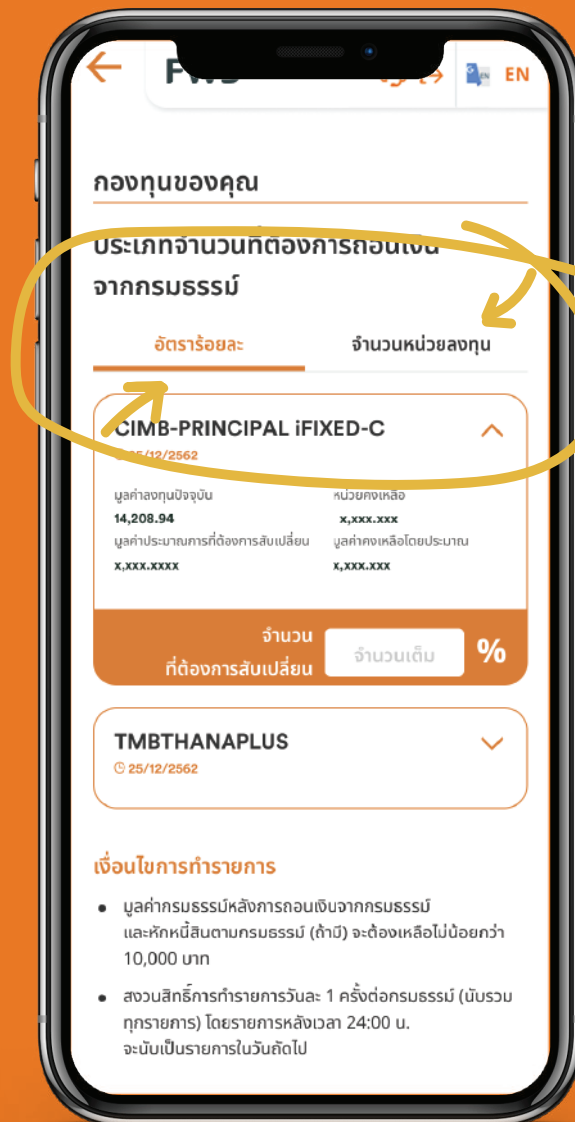 EN
กองทุนของคุณ
ประเภทจำนวนที่ต้องการถอนเงิน
จากกรมธรรม์
อัตราร้อยละ
จำนวนหน่วยลงทุน
CIMB-PRINCIPAL iFIXED-C
25/12/2562
มูลค่าลงทุนปัจจุบัน
หน่วยคงเหลือ
14,208.94
x,xxx.xxx
มูลค่าประมาณการที่ต้องการสับเปลี่ยน
มูลค่าคงเหลือโดยประมาณ
x,xxx.xxxx
x,xxx.xxx
จำนวน
ที่ต้องการสับเปลี่ยน
จำนวนเต็ม
%
TMBTHANAPLUS
25/12/2562
เงื่อนไขการทำรายการ
• มูลค่ากรมธรรม์หลังการถอนเงินจากกรมธรรม์
และหักหนี้สินตามกรมธรรม์ (ถ้ามี) จะต้องเหลือไม่น้อยกว่า
10,000 บาท
• สงวนสิทธิ์การทำรายการวันละ 1 ครั้งต่อกรมธรรม์ (นับรวม
ทุกรายการ) โดยรายการหลังเวลา 24:00 น.
จะนับเป็นรายการในวันถัดไป